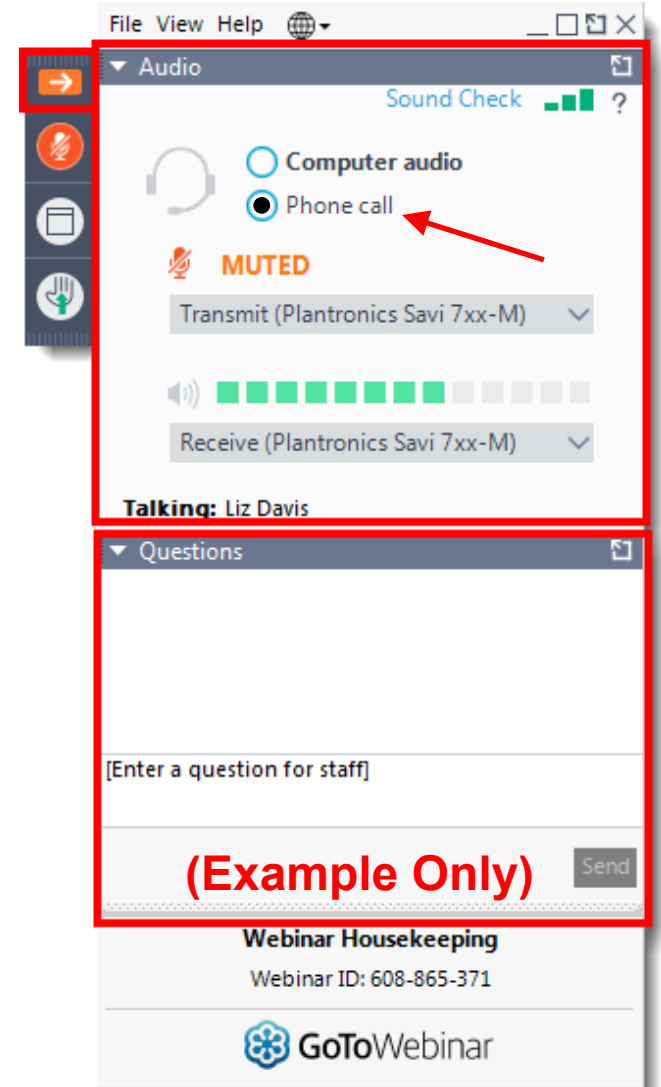 File View Help
Audio
Sound Check ?
Computer audio
Phone call
MUTED
Transmit (Plantronics Savi 7xx-M)
Receive (Plantronics Savi 7xx-M)
Talking: Liz Davis
Questions
[Enter a question for staff]
(Example Only) Send
Webinar Housekeeping
Webinar ID: 608-865-371
GoToWebinar